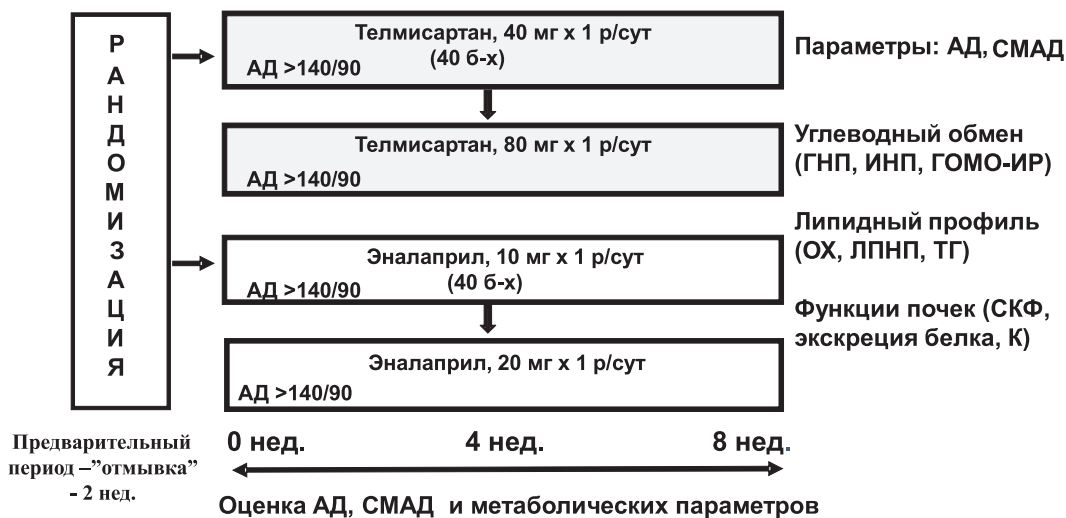 РАНДОМИЗАЦИЯ
Телмисартан, 40 мг x 1 р/сут
(40 б-х)
АД >140/90
Телмисартан, 80 мг x 1 р/сут
АД >140/90
Эналаприл, 10 мг x 1 р/сут
(40 б-х)
АД >140/90
Эналаприл, 20 мг x 1 р/сут
АД >140/90
Параметры: АД, СМАД
Углеводный обмен
(ГНП, ИНП, ГОМО-ИР)
Липидный профиль
(ОХ, ЛПНП, ТГ)
Функции почек (СКФ,
экскреция белка, К)
Предварительный
период –”отмывка”
- 2 нед.
0 нед. 4 нед. 8 нед.
Оценка АД, СМАД и метаболических параметров